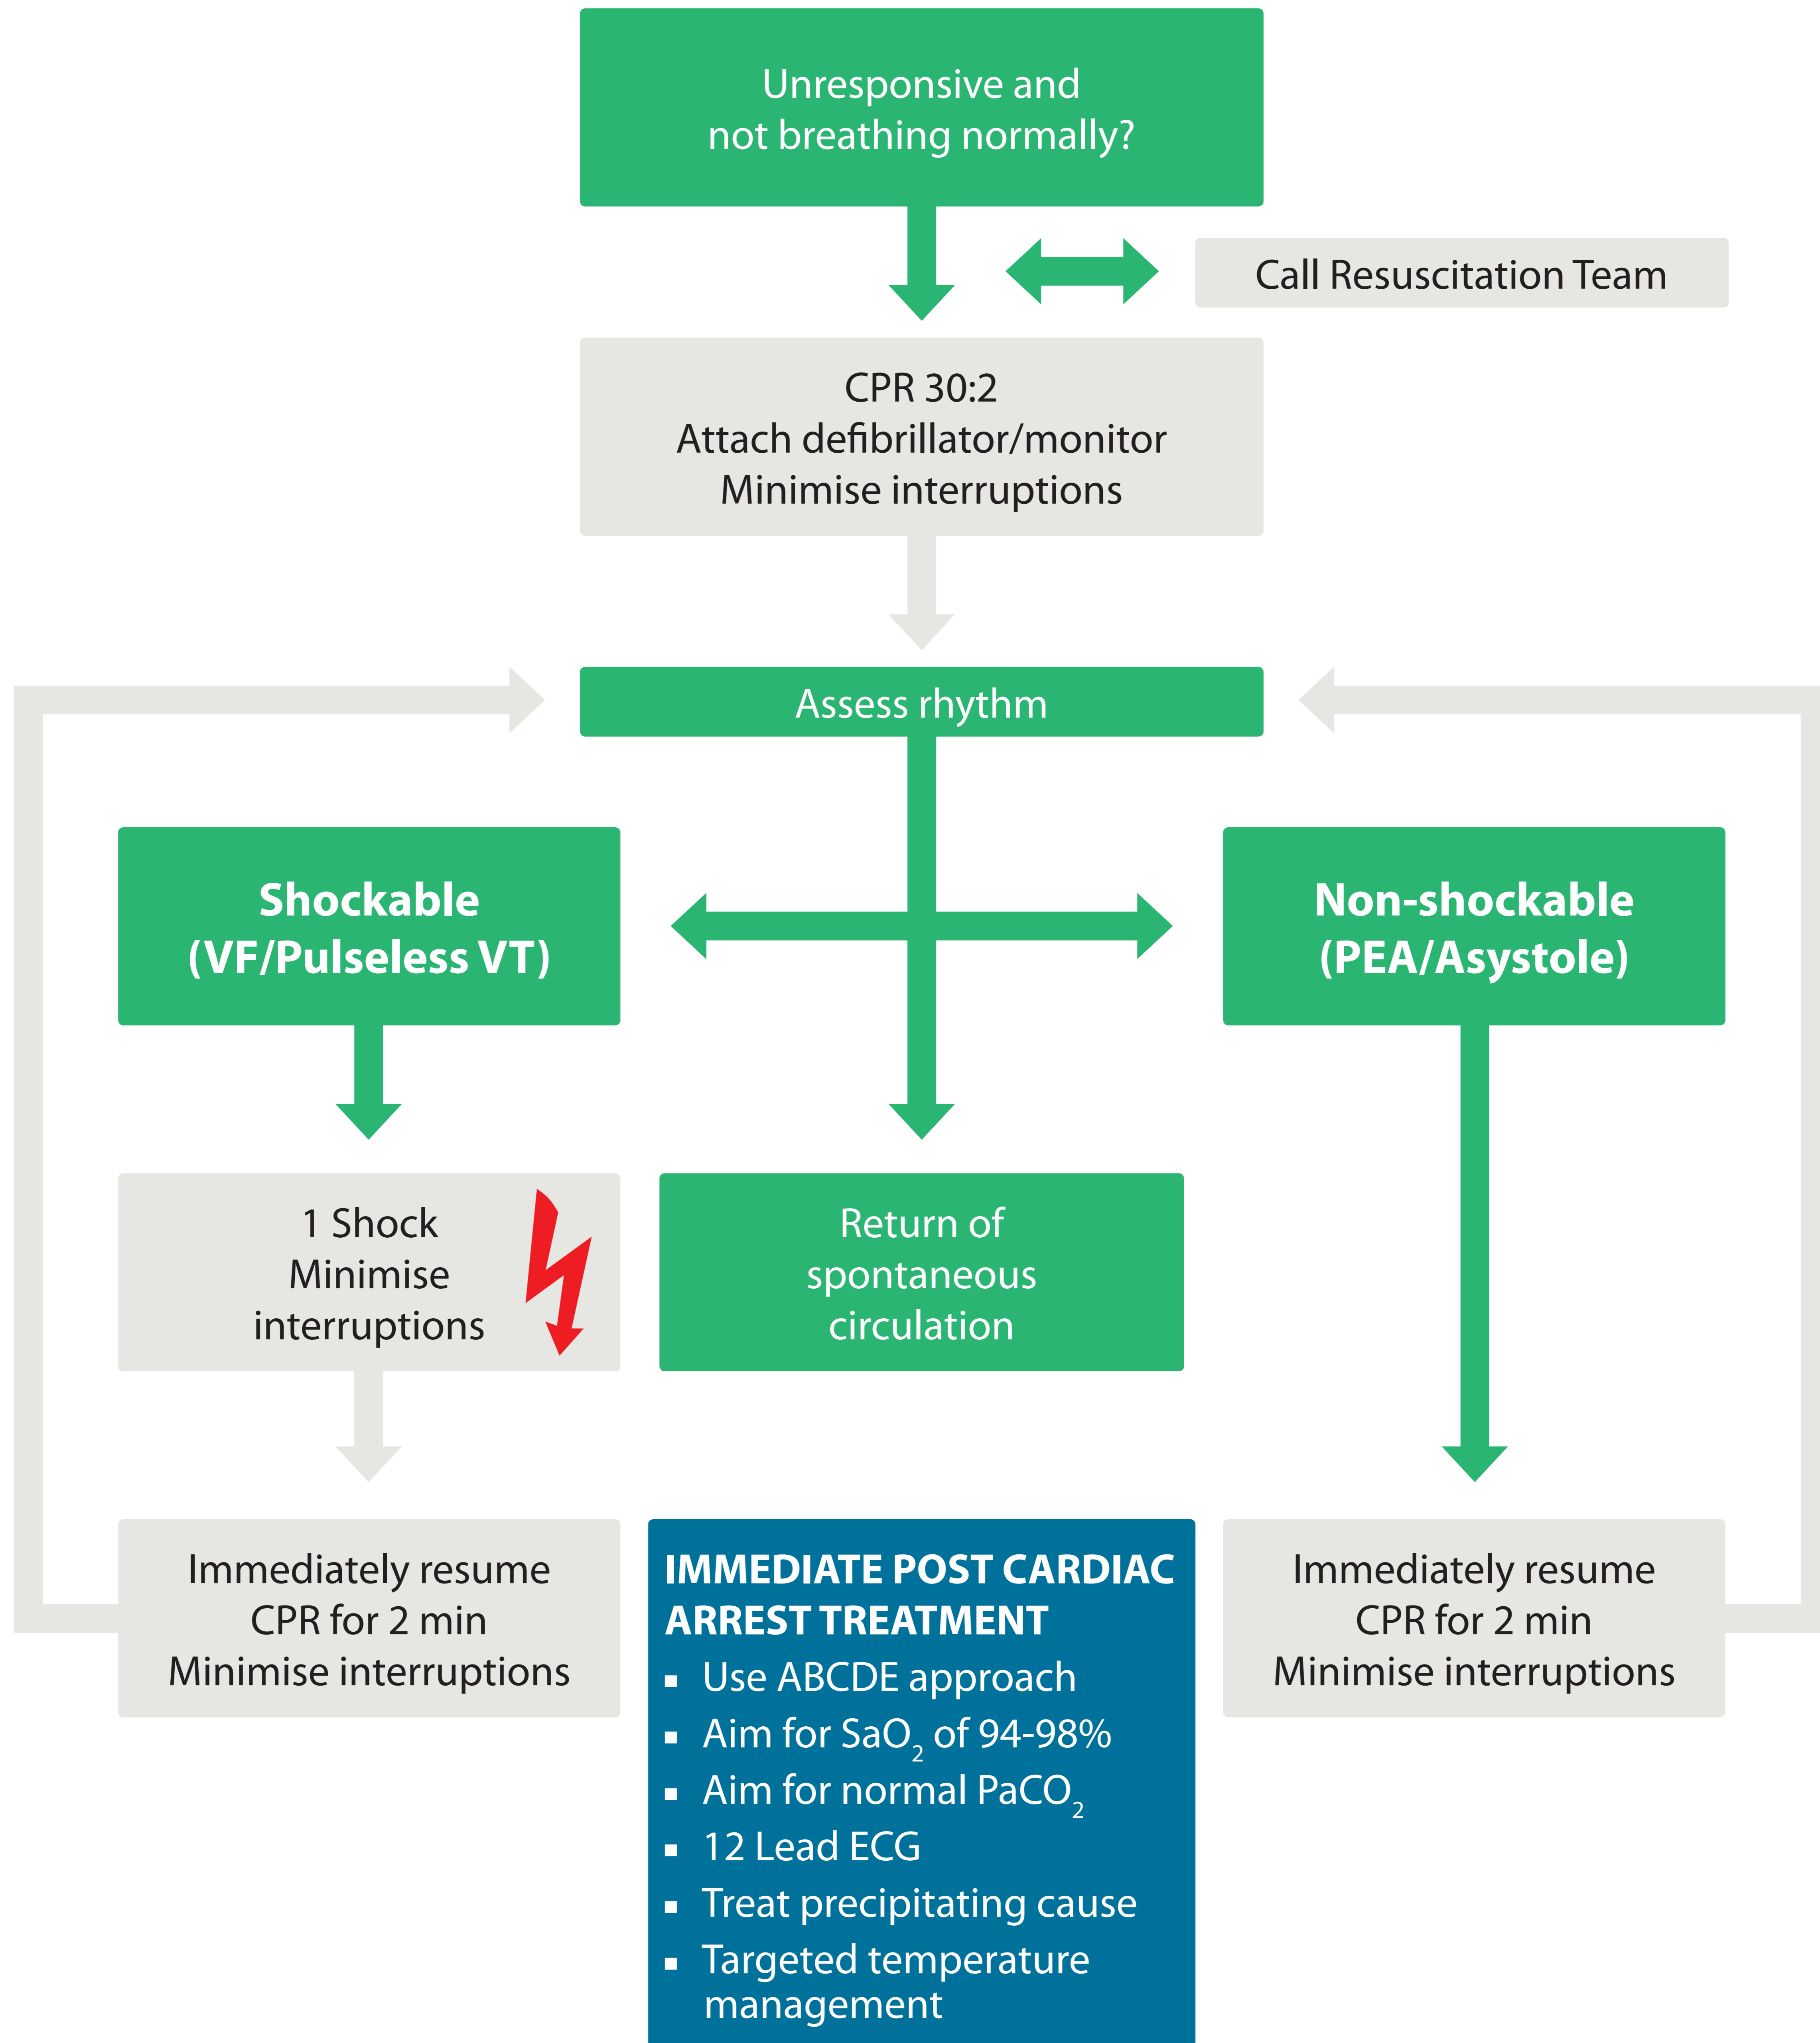 Unresponsive and
not breathing normally?
Call Resuscitation Team
CPR 30:2
Attach defibrillator/monitor
Minimise interruptions
Assess rhythm
Shockable
(VF/Pulseless VT)
Non-shockable
(PEA/Asystole)
1 Shock
Minimise
interruptions
Return of
spontaneous
circulation
Immediately resume
CPR for 2 min
Minimise interruptions
IMMEDIATE POST CARDIAC
ARREST TREATMENT
▪ Use ABCDE approach
▪ Aim for SaO₂ of 94-98%
▪ Aim for normal PaCO₂
▪ 12 Lead ECG
▪ Treat precipitating cause
▪ Targeted temperature
management
Immediately resume
CPR for 2 min
Minimise interruptions